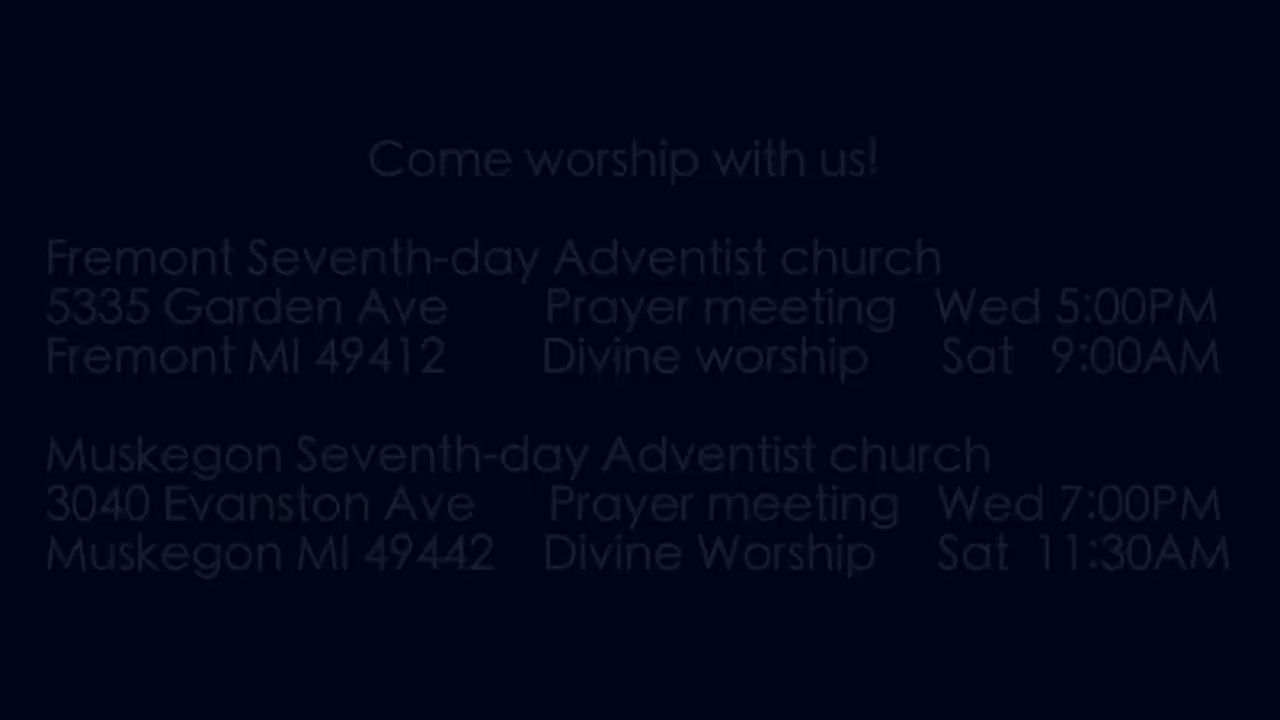 Come worship with us!
Fremont Seventh-day Adventist church
5335 Garden Ave Prayer meeting Wed 5:00PM
Fremont MI 49412 Divine worship Sat 9:00AM
Muskegon Seventh-day Adventist church
3040 Evanston Ave Prayer meeting Wed 7:00PM
Muskegon MI 49442 Divine Worship Sat 11:30AM